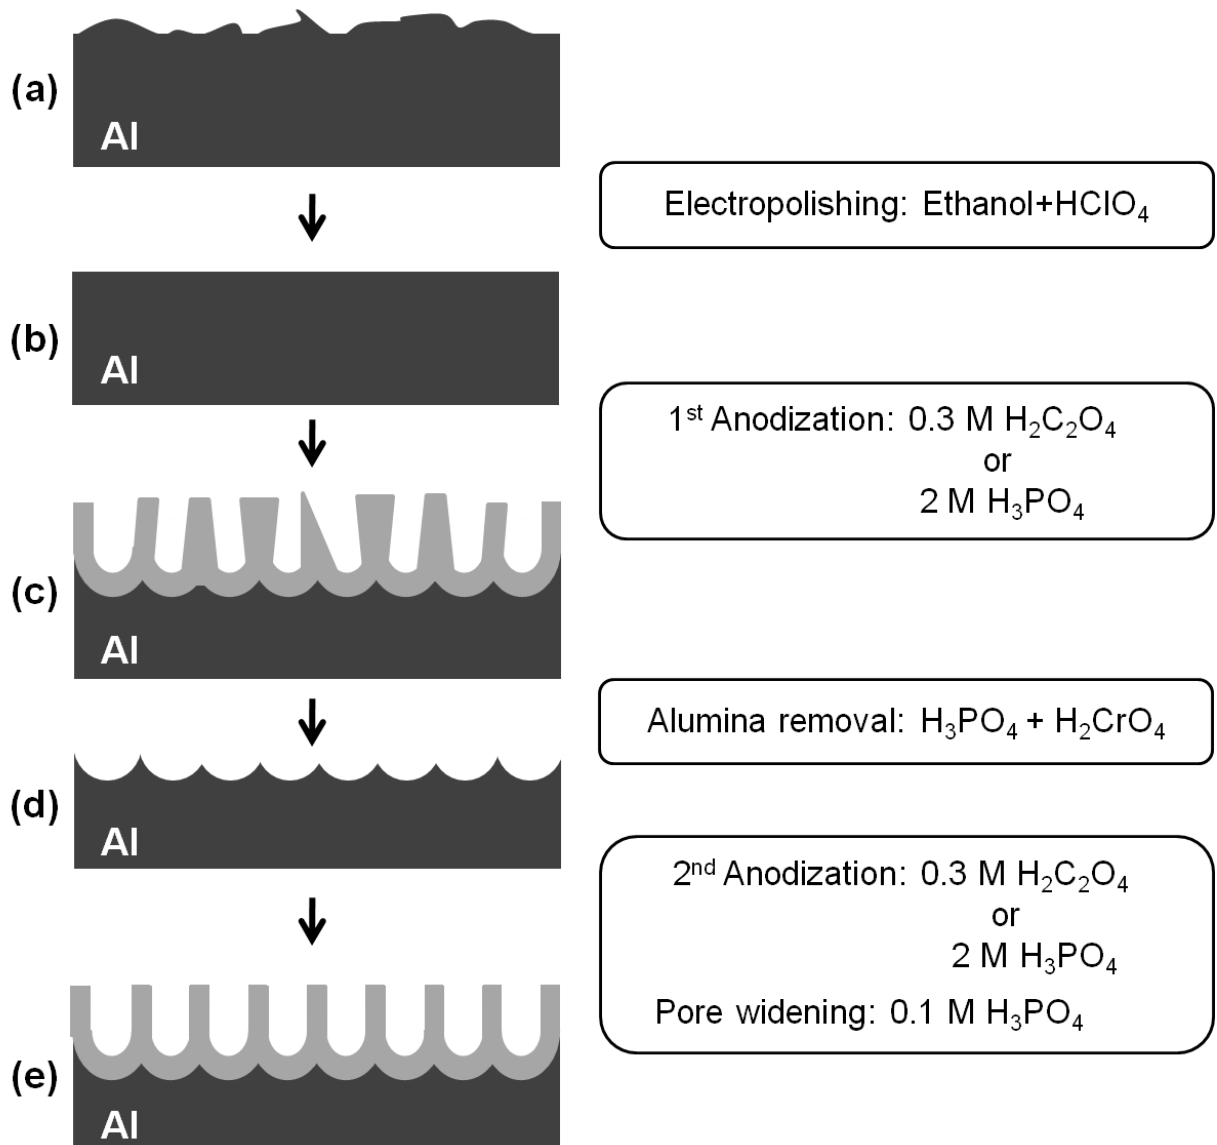 (a)
Al
Electropolishing: Ethanol+HClO₄
(b)
Al
1ˢᵗ Anodization: 0.3 M H₂C₂O₄
or
2 M H₃PO₄
(c)
Al
Alumina removal: H₃PO₄ + H₂CrO₄
(d)
Al
2ⁿᵈ Anodization: 0.3 M H₂C₂O₄
or
2 M H₃PO₄
Pore widening: 0.1 M H₃PO₄
(e)
Al